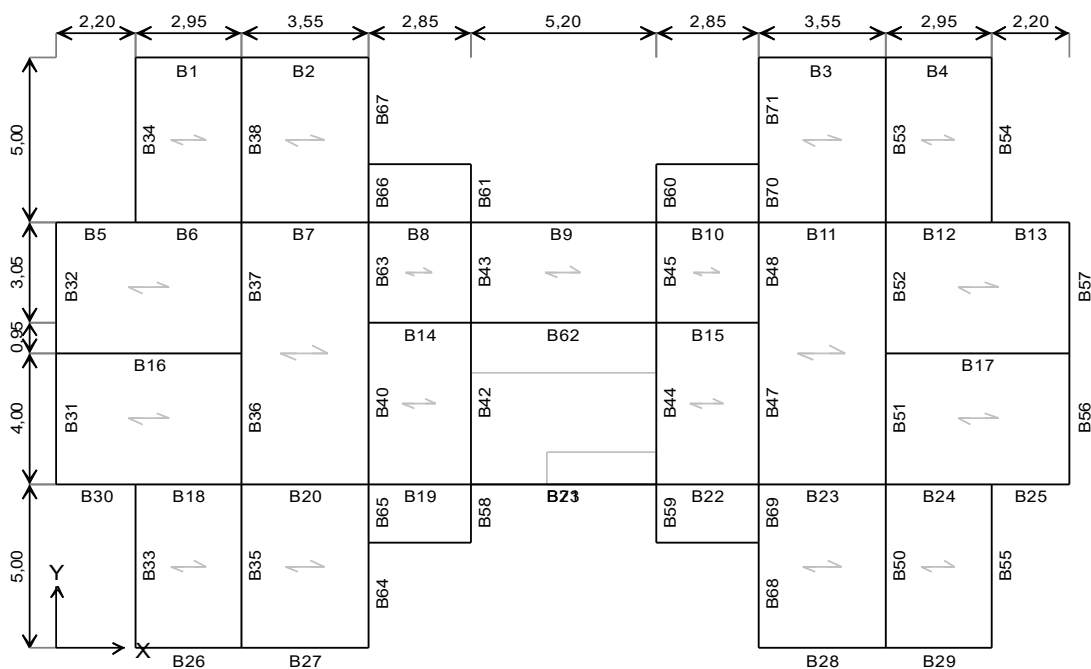 2,20 2,95 3,55 2,85 5,20 2,85 3,55 2,95 2,20
B1 B2 B3 B4
5,00 B34 B38 B67 B71 B53 B54
B66 B61 B60 B70
B5 B6 B7 B8 B9 B10 B11 B12 B13
3,05 B32 B37 B63 B43 B45 B48 B52 B57
0,95 B14 B62 B15
B16 B17
4,00 B31 B36 B40 B42 B44 B47 B51 B56
B30 B18 B20 B19 B22 B23 B24 B25
B65 B58 B59 B69
5,00 B33 B35 B64 B68 B50 B55
Y
X
B26 B27 B28 B29